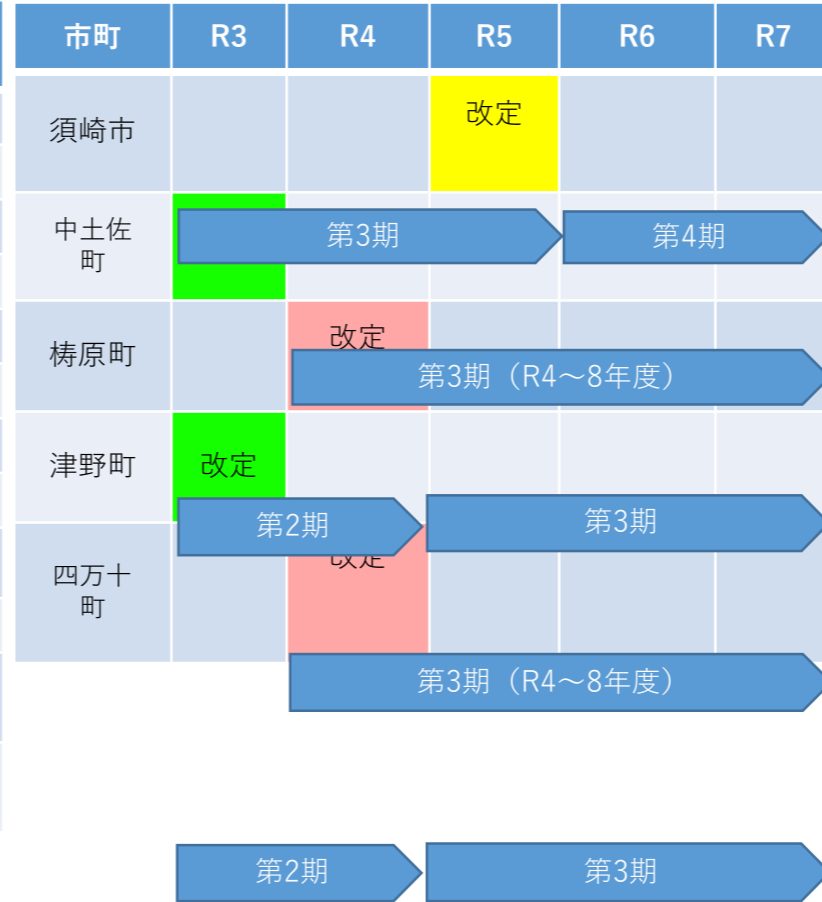 市町 R3 R4 R5 R6 R7
須崎市 改定
中土佐
町
第3期 第4期
梼原町 改定
第3期（R4～8年度）
津野町 改定
第2期 第3期
改定
四万十
町
第3期（R4～8年度）
第2期 第3期